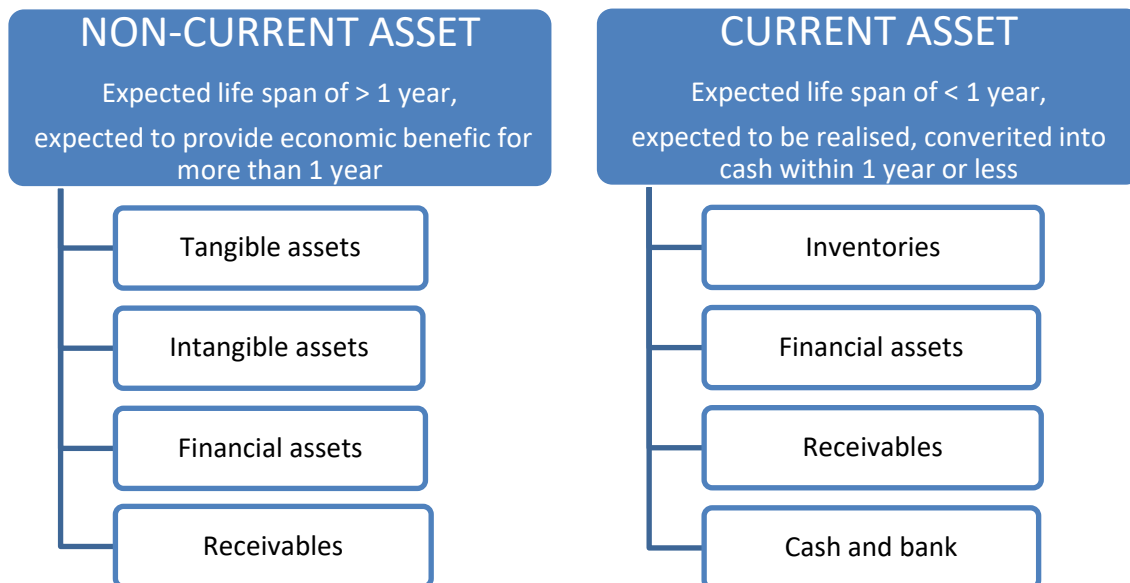 NON-CURRENT ASSET
Expected life span of > 1 year,
expected to provide economic benefic for
more than 1 year
Tangible assets
Intangible assets
Financial assets
Receivables
CURRENT ASSET
Expected life span of < 1 year,
expected to be realised, converited into
cash within 1 year or less
Inventories
Financial assets
Receivables
Cash and bank